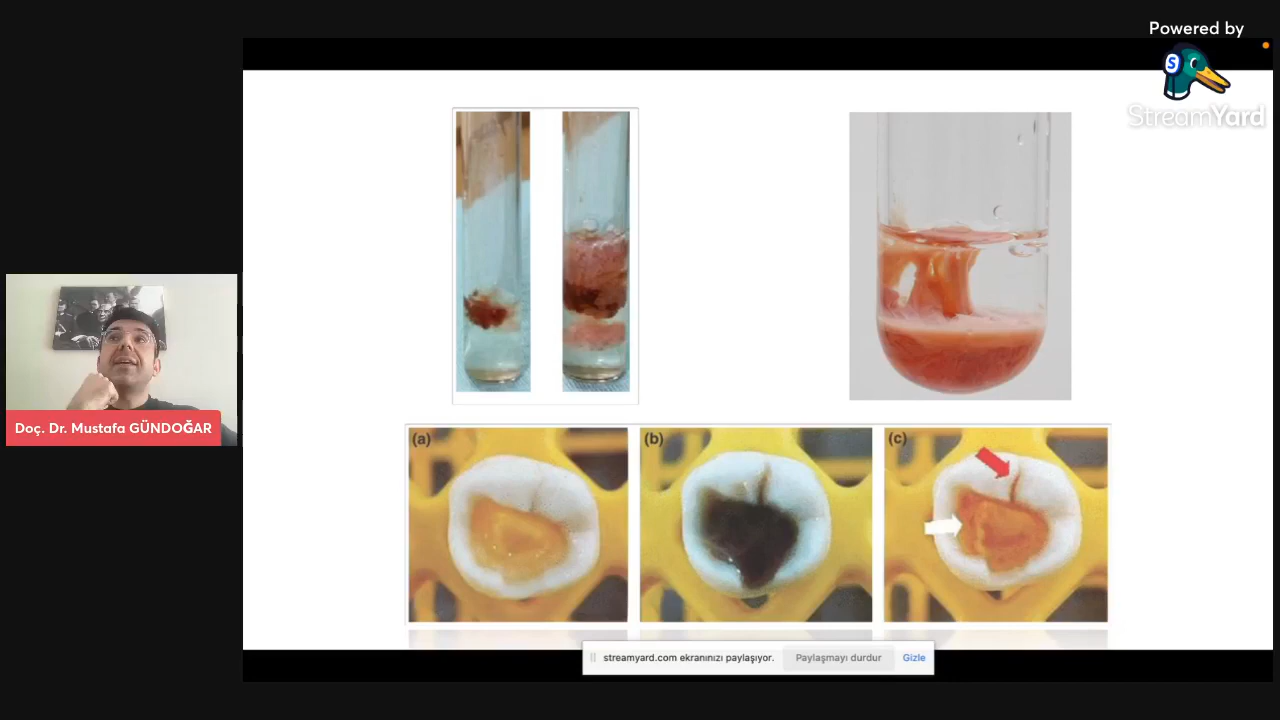 Powered by
S
StreamYard
Doç. Dr. Mustafa GÜNDOĞAR
(a)
(b)
(c)
streamyard.com ekranınızı paylaşıyor.
Paylaşmayı durdur
Gizle